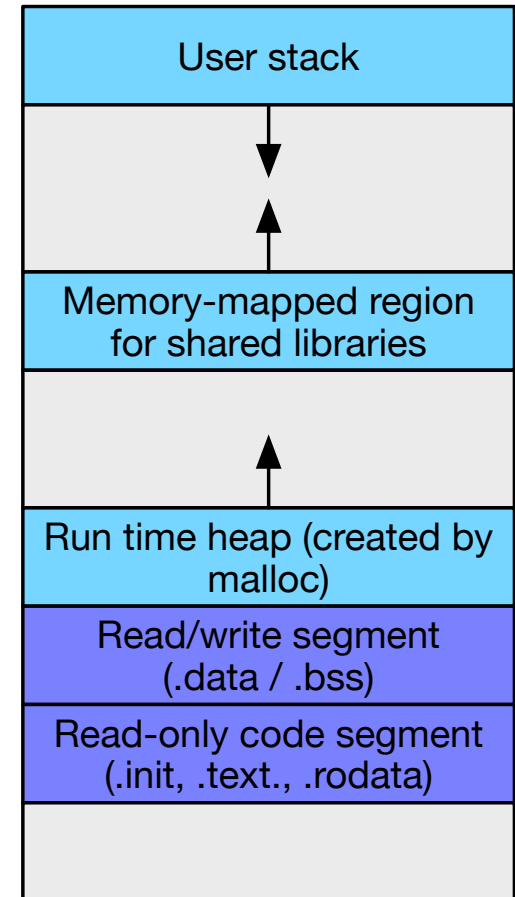 User stack
Memory-mapped region
for shared libraries
Run time heap (created by
malloc)
Read/write segment
(.data / .bss)
Read-only code segment
(.init, .text., .rodata)